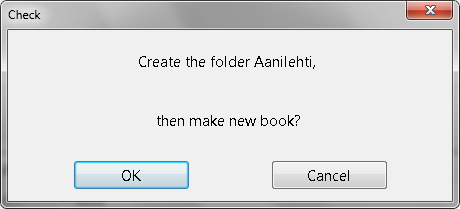 Check
Create the folder Aanilehti,
then make new book?
OK
Cancel